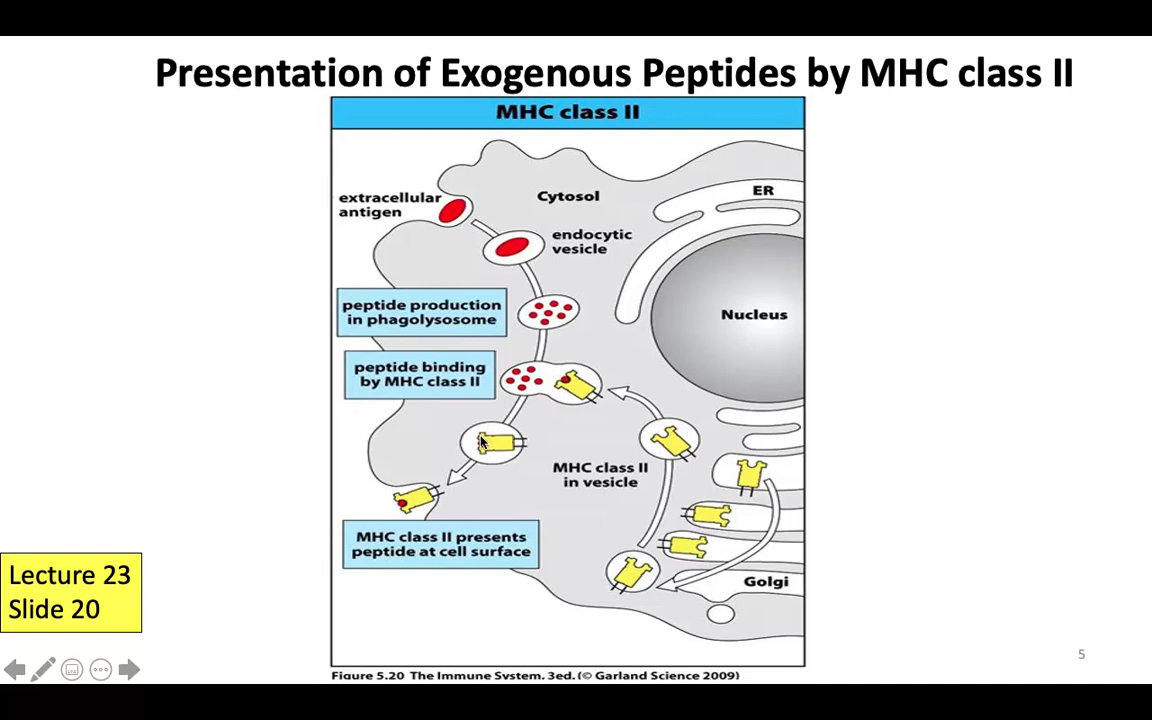 Presentation of Exogenous Peptides by MHC class II
MHC class II
extracellular
antigen
Cytosol
ER
endocytic
vesicle
peptide production
in phagolysosome
Nucleus
peptide binding
by MHC class II
MHC class II
in vesicle
MHC class II presents
peptide at cell surface
Golgi
Lecture 23
Slide 20
5
Figure 5.20 The Immune System, 3ed. (© Garland Science 2009)